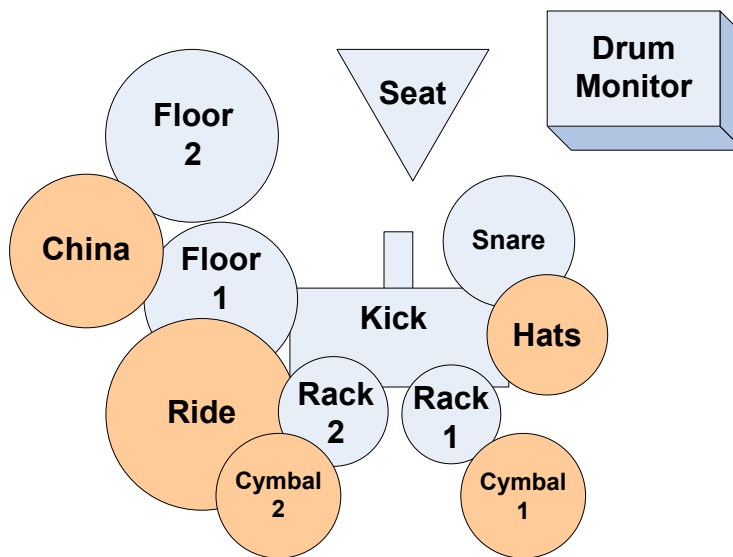 Drum
Monitor
Seat
Floor
2
China
Snare
Floor
1
Kick
Hats
Ride
Rack
2
Rack
1
Cymbal
2
Cymbal
1